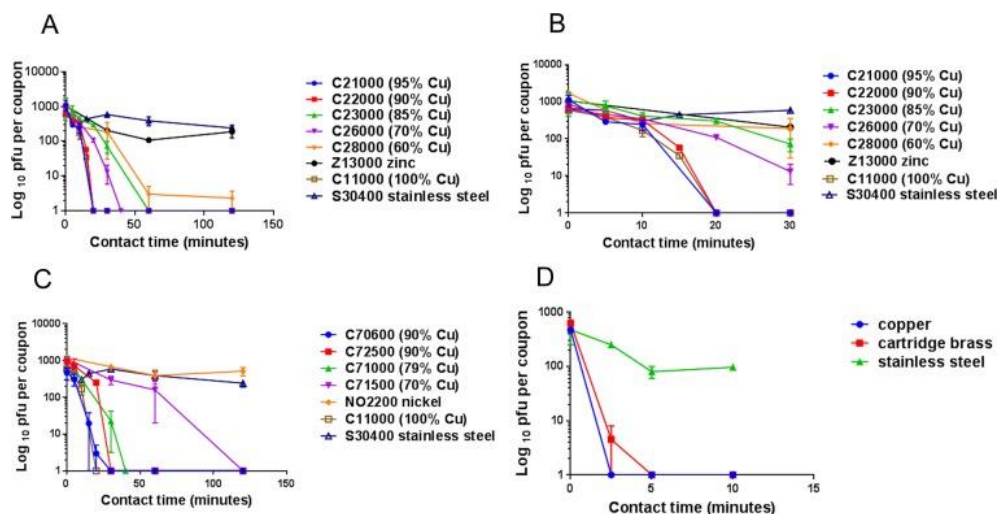 A
Log 10 pfu per coupon
10000
1000
100
10
1
0
50
100
150
Contact time (minutes)
C21000 (95% Cu)
C22000 (90% Cu)
C23000 (85% Cu)
C26000 (70% Cu)
C28000 (60% Cu)
Z13000 zinc
C11000 (100% Cu)
S30400 stainless steel
B
Log 10 pfu per coupon
10000
1000
100
10
1
0
10
20
30
Contact time (minutes)
C21000 (95% Cu)
C22000 (90% Cu)
C23000 (85% Cu)
C26000 (70% Cu)
C28000 (60% Cu)
Z13000 zinc
C11000 (100% Cu)
S30400 stainless steel
C
Log 10 pfu per coupon
10000
1000
100
10
1
0
50
100
150
Contact time (minutes)
C70600 (90% Cu)
C72500 (90% Cu)
C71000 (79% Cu)
C71500 (70% Cu)
NO2200 nickel
C11000 (100% Cu)
S30400 stainless steel
D
Log 10 pfu per coupon
1000
100
10
1
0
5
10
15
Contact time (minutes)
copper
cartridge brass
stainless steel